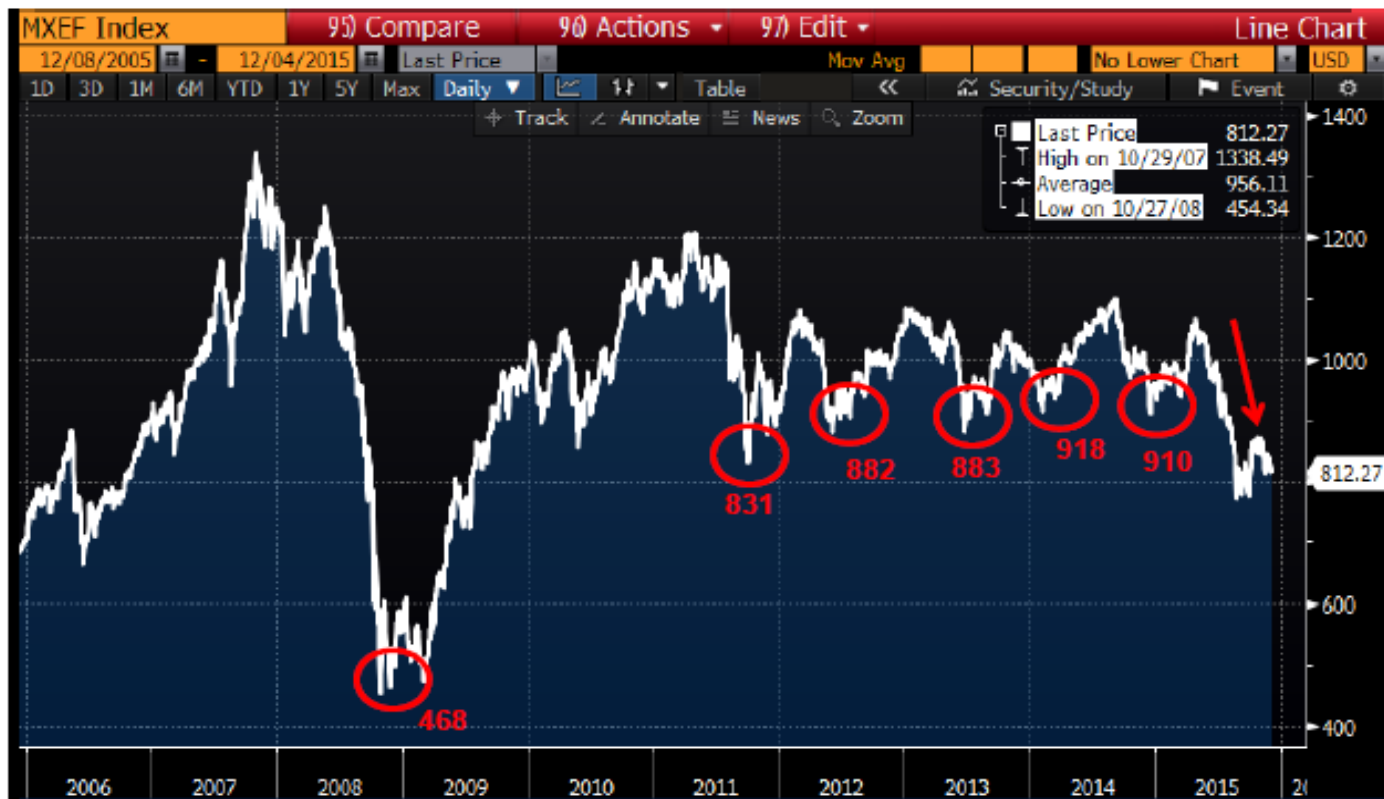 MXEF Index 95) Compare 96) Actions 97) Edit Line Chart
12/08/2005 - 12/04/2015 Last Price Mov Avg No Lower Chart USD
1D 3D 1M 6M YTD 1Y 5Y Max Daily Table « Security/Study Event
Track Annotate News Zoom
Last Price 812.27
High on 10/29/07 1338.49
Average 956.11
Low on 10/27/08 454.34
1400
1200
1000
812.27
600
400
468
831
882
883
918
910
2006 2007 2008 2009 2010 2011 2012 2013 2014 2015